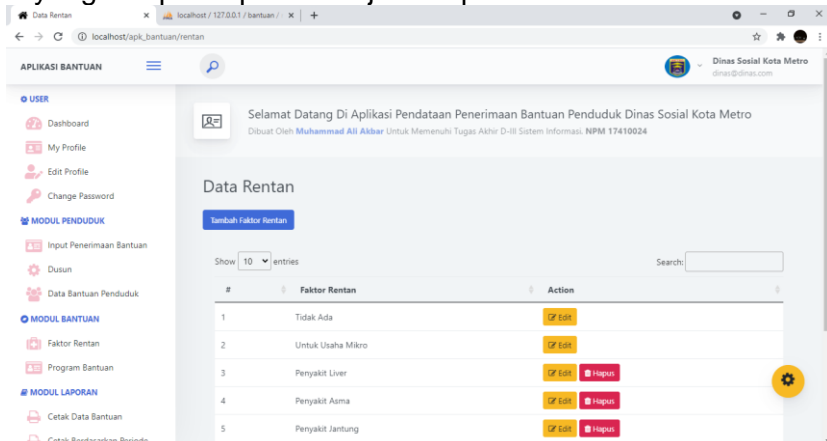 Data Rentan
localhost / 127.0.0.1 / bantuan /
localhost/apk_bantuan/rentan
APLIKASI BANTUAN
Dinas Sosial Kota Metro
dinas@dinas.com
USER
Dashboard
My Profile
Edit Profile
Change Password
MODUL PENDUDUK
Input Penerimaan Bantuan
Dusun
Data Bantuan Penduduk
MODUL BANTUAN
Faktor Rentan
Program Bantuan
MODUL LAPORAN
Cetak Data Bantuan
Cetak Berdasarkan Periode
Selamat Datang Di Aplikasi Pendataan Penerimaan Bantuan Penduduk Dinas Sosial Kota Metro
Dibuat Oleh Muhammad Ali Akbar Untuk Memenuhi Tugas Akhir D-III Sistem Informasi. NPM 17410024
Data Rentan
Tambah Faktor Rentan
Show 10 entries Search:
# Faktor Rentan Action
1 Tidak Ada Edit
2 Untuk Usaha Mikro Edit
3 Penyakit Liver Edit Hapus
4 Penyakit Asma Edit Hapus
5 Penyakit Jantung Edit Hapus